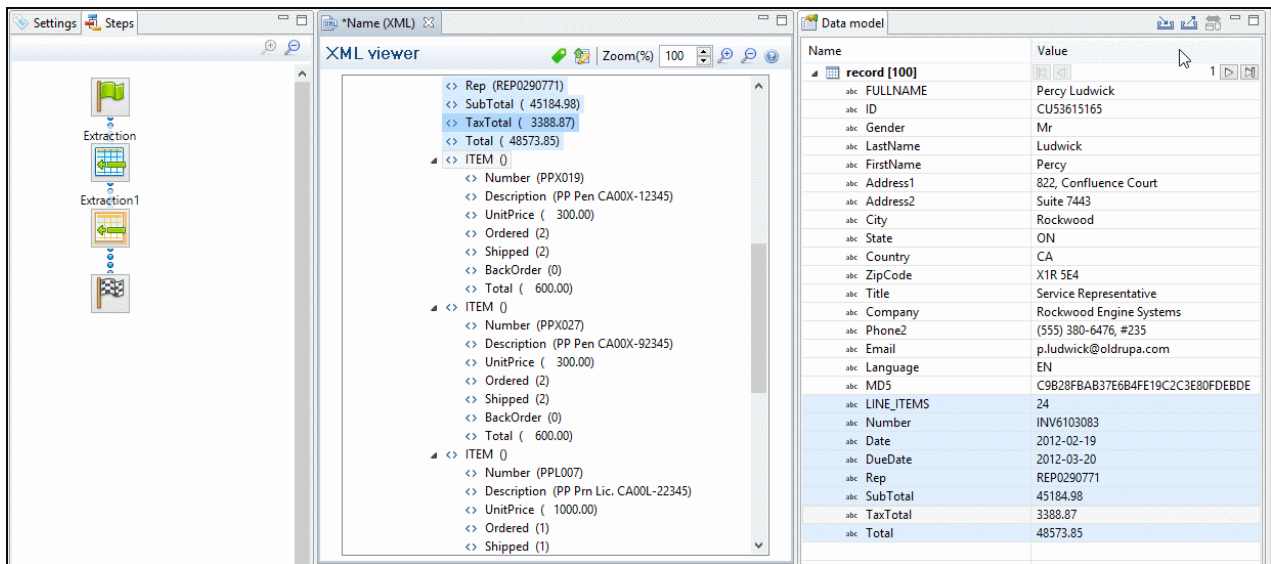 Settings
Steps
Extraction
Extraction1
*Name (XML)
XML viewer
Zoom(%) 100
<> Rep (REP0290771)
<> SubTotal ( 45184.98)
<> TaxTotal ( 3388.87)
<> Total ( 48573.85)
<> ITEM ()
<> Number (PPX019)
<> Description (PP Pen CA00X-12345)
<> UnitPrice ( 300.00)
<> Ordered (2)
<> Shipped (2)
<> BackOrder (0)
<> Total ( 600.00)
<> ITEM ()
<> Number (PPX027)
<> Description (PP Pen CA00X-92345)
<> UnitPrice ( 300.00)
<> Ordered (2)
<> Shipped (2)
<> BackOrder (0)
<> Total ( 600.00)
<> ITEM ()
<> Number (PPL007)
<> Description (PP Prn Lic. CA00L-22345)
<> UnitPrice ( 1000.00)
<> Ordered (1)
<> Shipped (1)
Data model
Name Value
record [100] 1
abc FULLNAME Percy Ludwick
abc ID CU53615165
abc Gender Mr
abc LastName Ludwick
abc FirstName Percy
abc Address1 822, Confluence Court
abc Address2 Suite 7443
abc City Rockwood
abc State ON
abc Country CA
abc ZipCode X1R 5E4
abc Title Service Representative
abc Company Rockwood Engine Systems
abc Phone2 (555) 380-6476, #235
abc Email p.ludwick@oldrupa.com
abc Language EN
abc MD5 C9B28FBAB37E6B4FE19C2C3E80FDEBDE
abc LINE_ITEMS 24
abc Number INV6103083
abc Date 2012-02-19
abc DueDate 2012-03-20
abc Rep REP0290771
abc SubTotal 45184.98
abc TaxTotal 3388.87
abc Total 48573.85